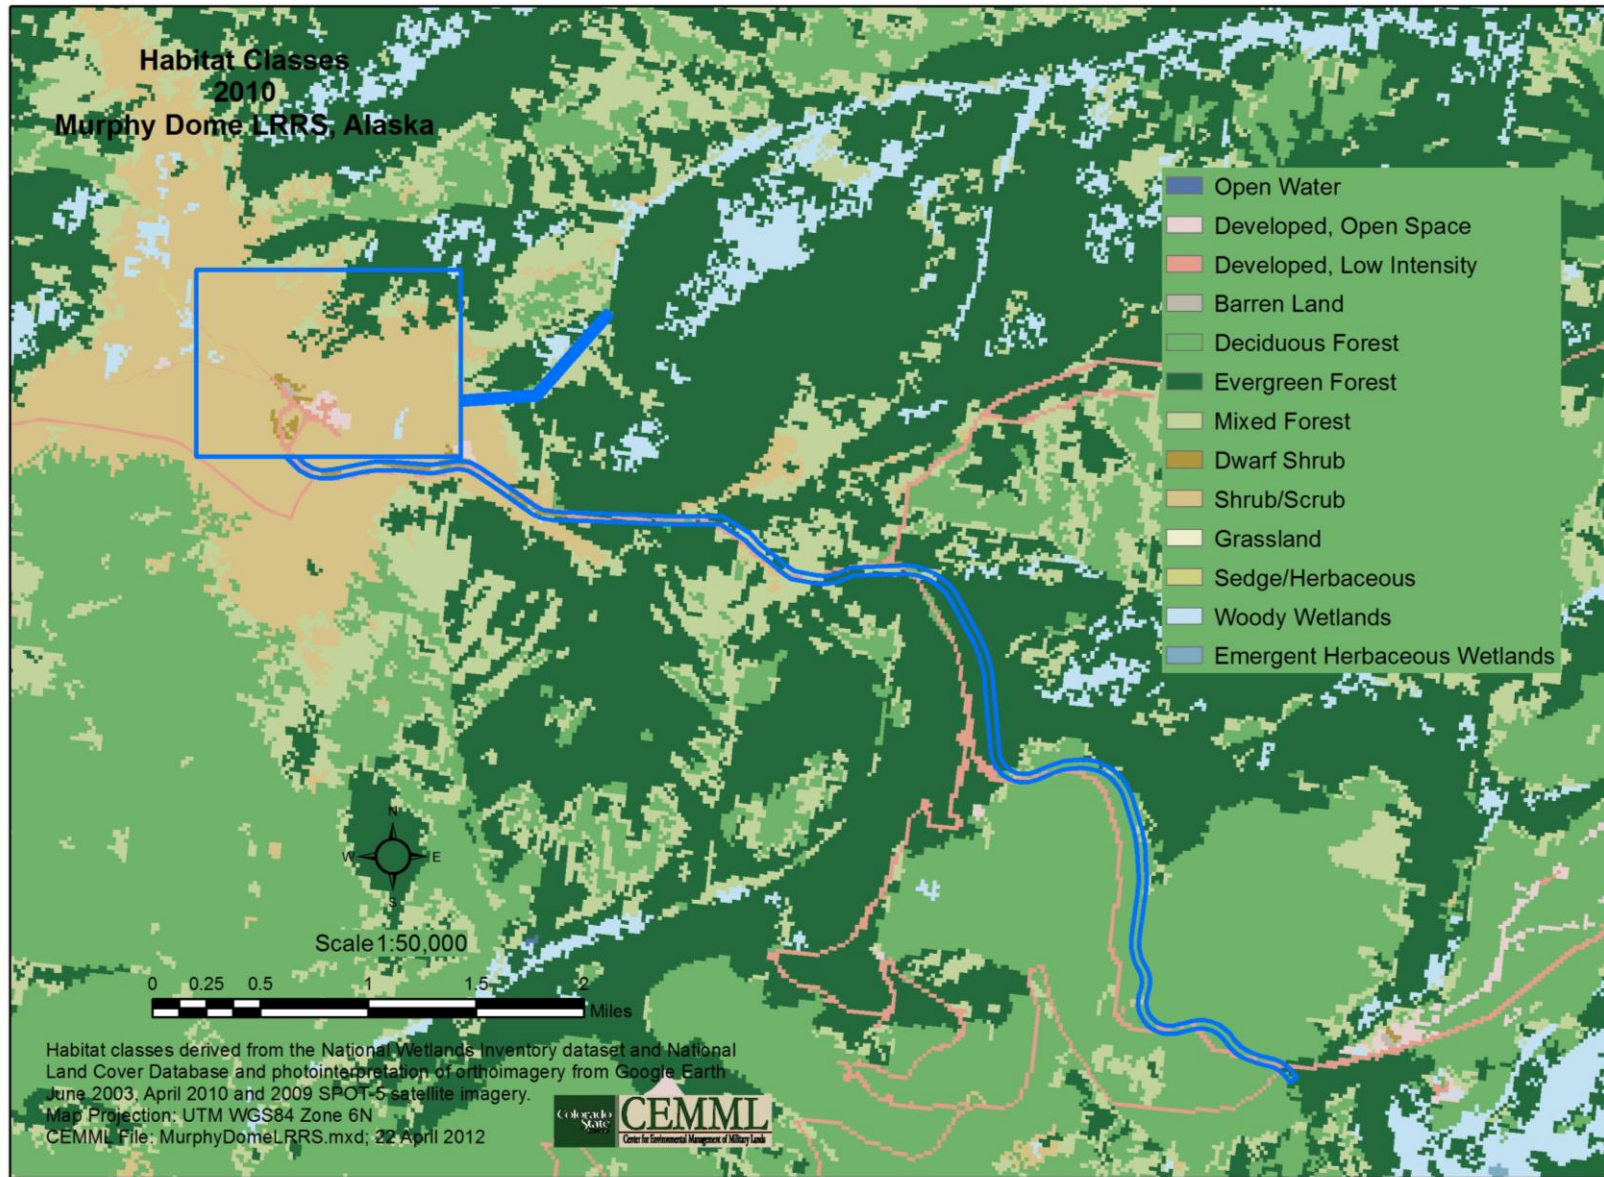 Habitat Classes
2010
Murphy Dome LRRS, Alaska
Open Water
Developed, Open Space
Developed, Low Intensity
Barren Land
Deciduous Forest
Evergreen Forest
Mixed Forest
Dwarf Shrub
Shrub/Scrub
Grassland
Sedge/Herbaceous
Woody Wetlands
Emergent Herbaceous Wetlands
N
W E
S
Scale1:50,000
0 0.25 0.5 1 1.5 2
Miles
Habitat classes derived from the National Wetlands Inventory dataset and National
Land Cover Database and photointerpretation of orthoimagery from Google Earth
June 2003, April 2010 and 2009 SPOT-5 satellite imagery.
Map Projection: UTM WGS84 Zone 6N
CEMML File: MurphyDomeLRRS.mxd; 22 April 2012
Colorado
State
CEMML
Center for Environmental Management of Military Lands